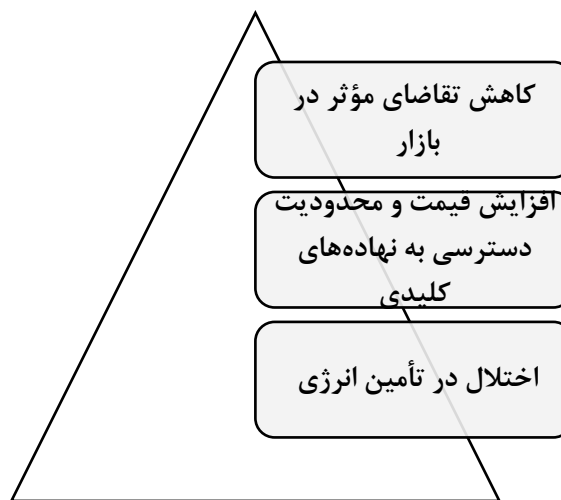 کاهش تقاضای مؤثر در
بازار
افزایش قیمت و محدودیت
دسترسی به نهاده‌های
کلیدی
اختلال در تأمین انرژی